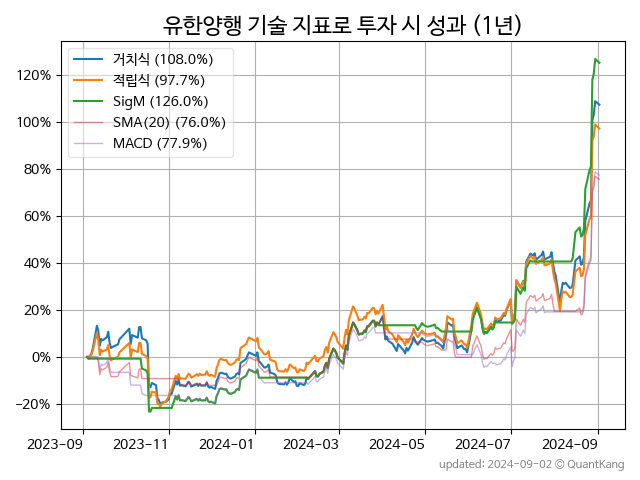 유한양행 기술 지표로 투자 시 성과 (1년)
거치식 (108.0%)
적립식 (97.7%)
SigM (126.0%)
SMA(20) (76.0%)
MACD (77.9%)
120%
100%
80%
60%
40%
20%
0%
−20%
2023-09 2023-11 2024-01 2024-03 2024-05 2024-07 2024-09
updated: 2024-09-02 © QuantKang